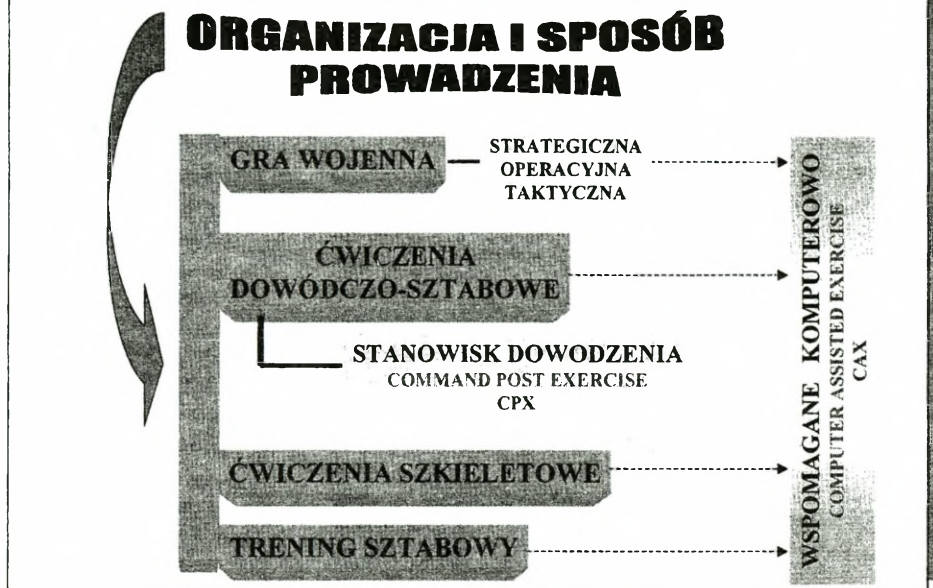 ORGANIZACJA I SPOSÓB
PROWADZENIA
GRA WOJENNA
STRATEGICZNA
OPERACYJNA
TAKTYCZNA
ĆWICZENIA
DOWÓDCZO-SZTABOWE
STANOWISK DOWODZENIA
COMMAND POST EXERCISE
CPX
ĆWICZENIA SZKIELETOWE
TRENING SZTABOWY
WSPOMAGANE KOMPUTEROWO
COMPUTER ASSISTED EXERCISE
CAX